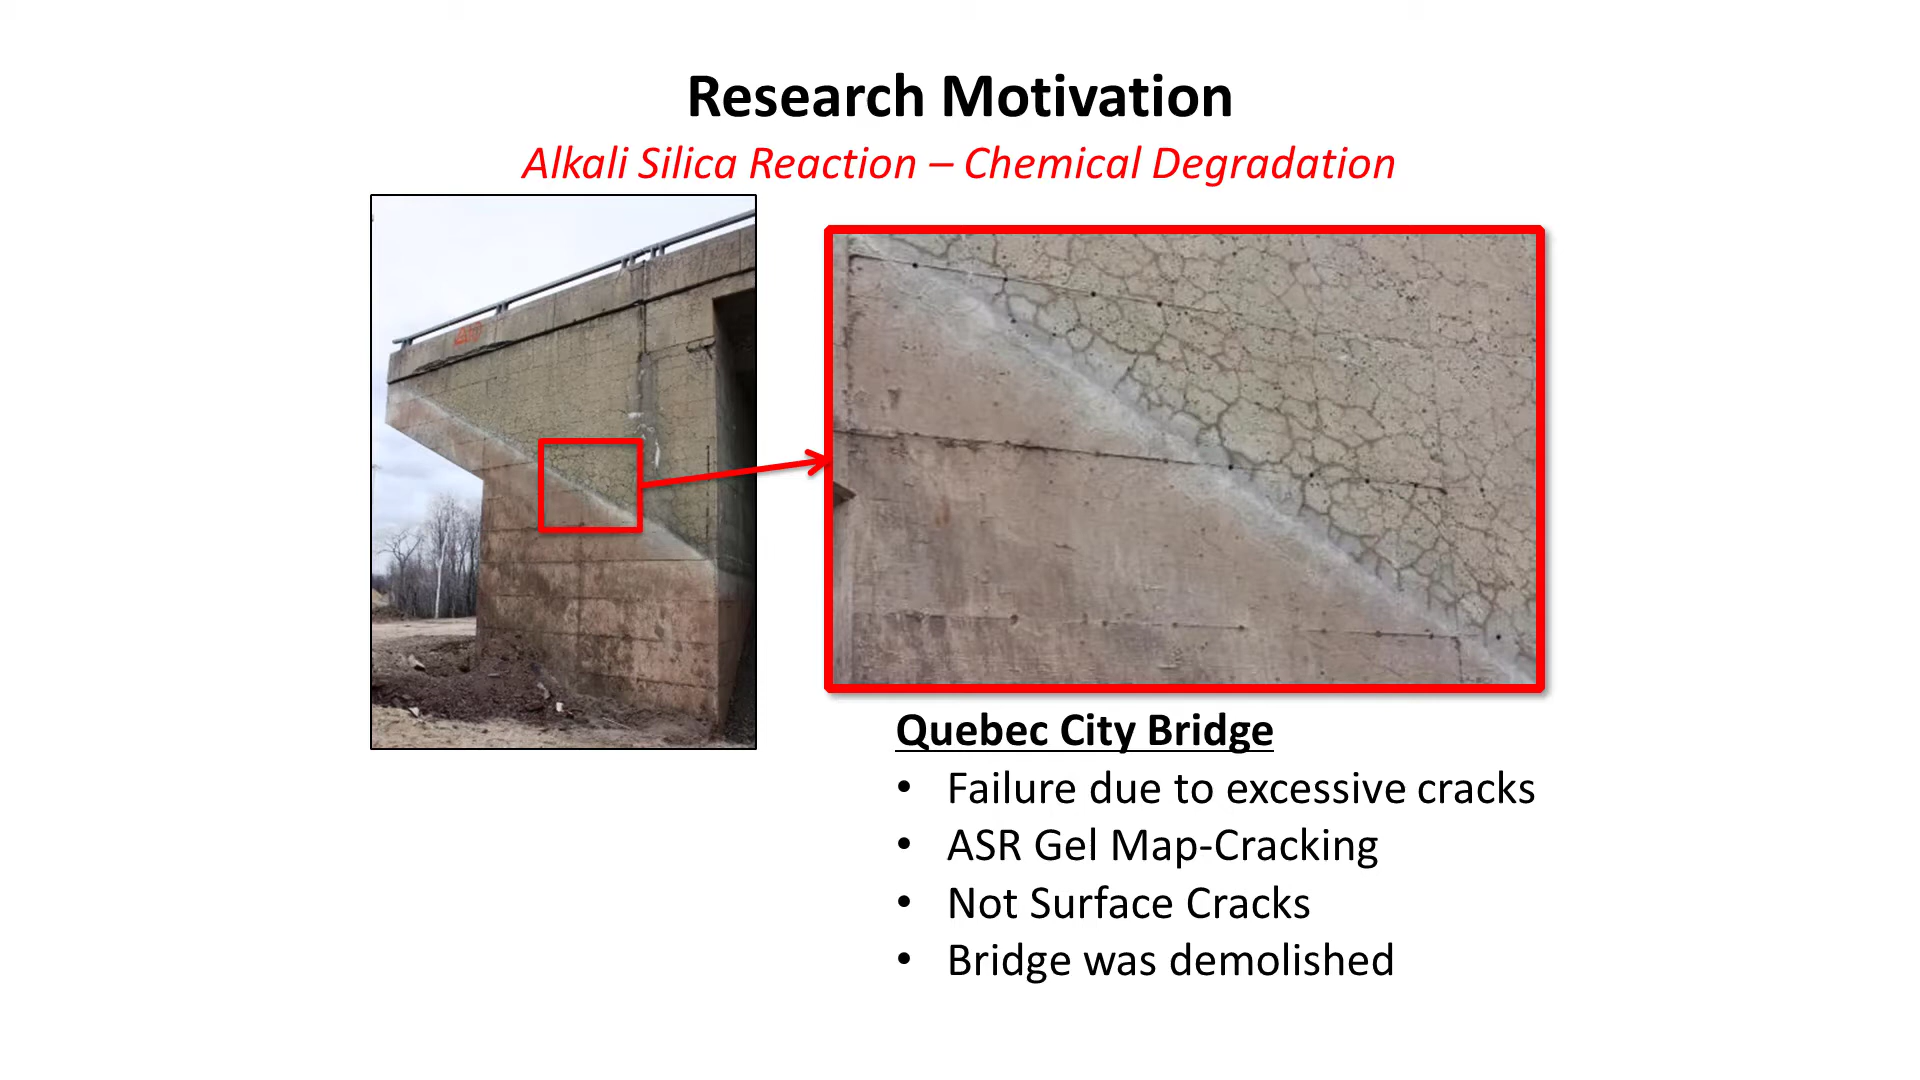 Research Motivation
Alkali Silica Reaction – Chemical Degradation
Quebec City Bridge
• Failure due to excessive cracks
• ASR Gel Map-Cracking
• Not Surface Cracks
• Bridge was demolished